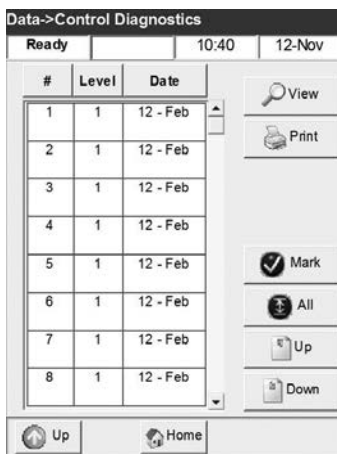 Data->Control Diagnostics
Ready 10:40 12-Nov
# Level Date
View
1 1 12 - Feb
Print
2 1 12 - Feb
3 1 12 - Feb
4 1 12 - Feb
5 1 12 - Feb
Mark
6 1 12 - Feb
All
7 1 12 - Feb
Up
8 1 12 - Feb
Down
Up Home